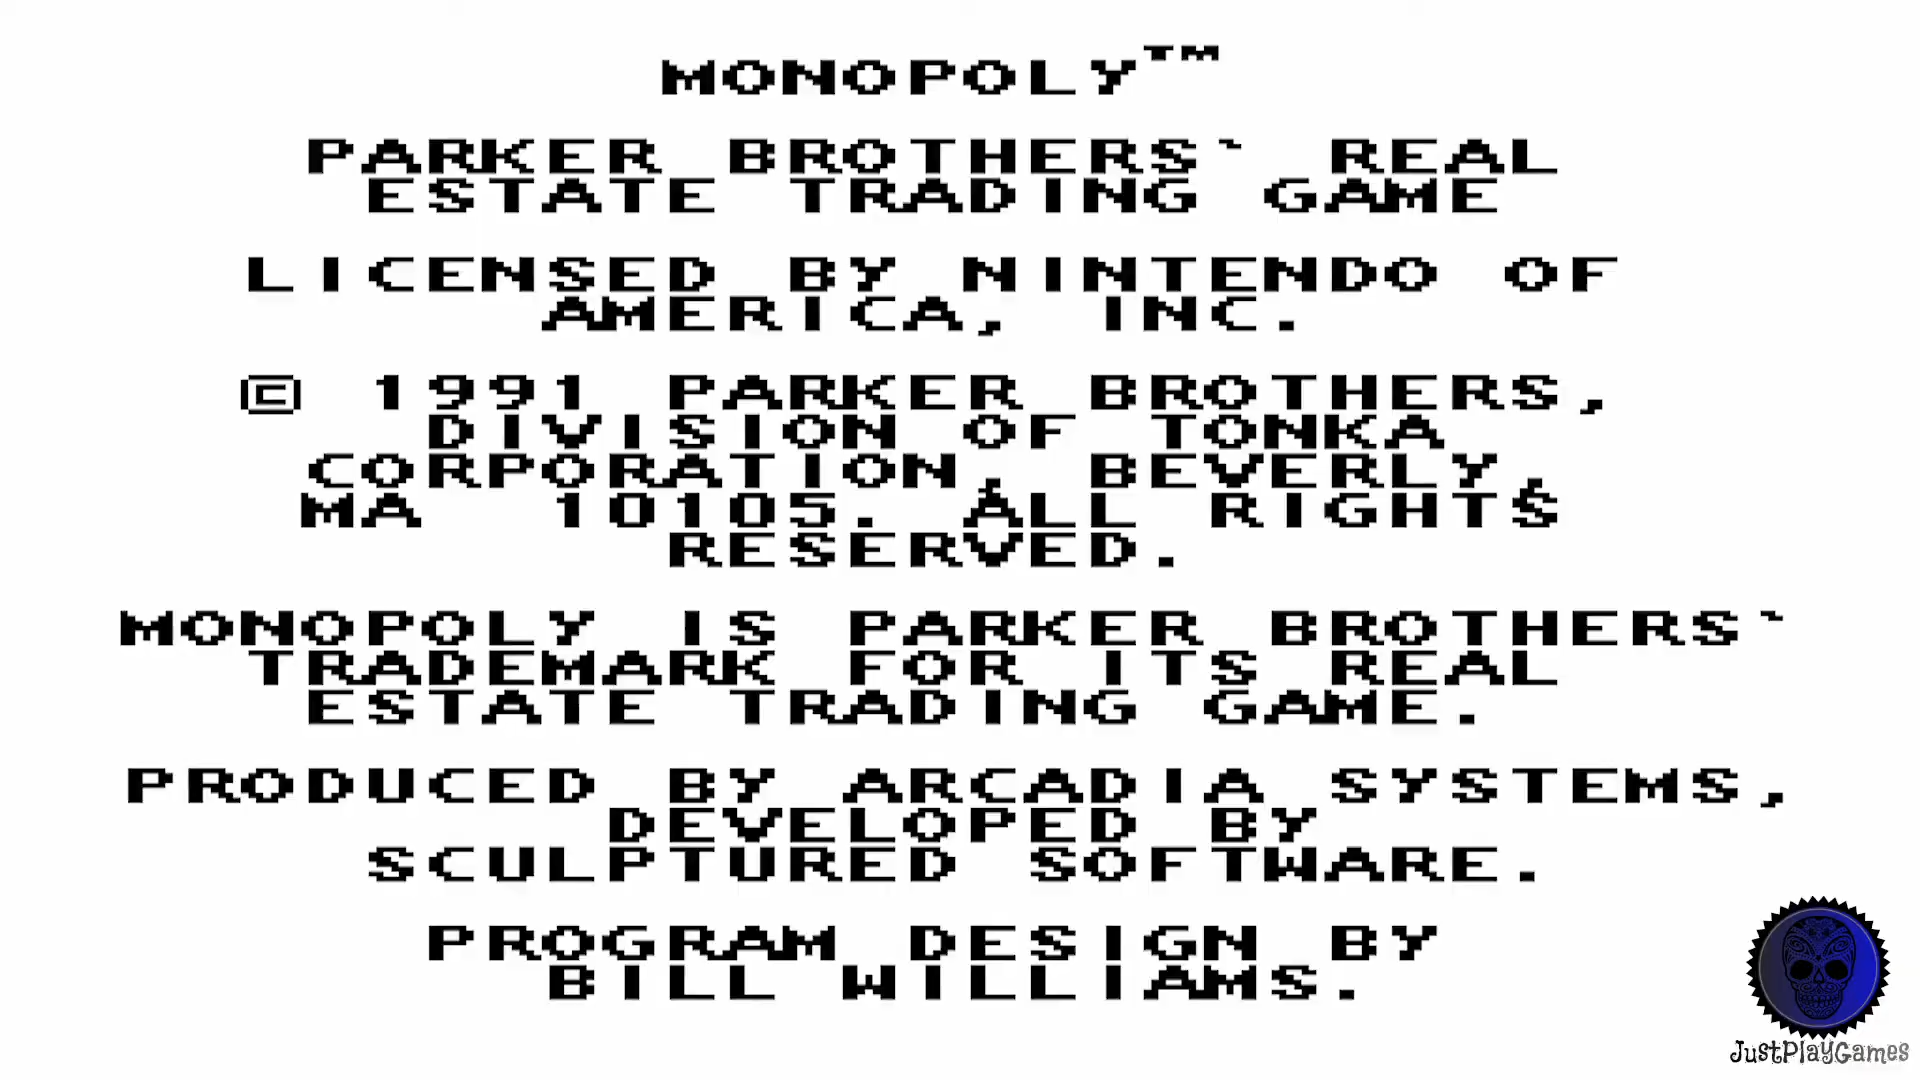 MONOPOLY™
PARKER BROTHERS` REAL
ESTATE TRADING GAME
LICENSED BY NINTENDO OF
AMERICA, INC.
© 1991 PARKER BROTHERS,
DIVISION OF TONKA
CORPORATION, BEVERLY,
MA 10105. ALL RIGHTS
RESERVED.
MONOPOLY IS PARKER BROTHERS`
TRADEMARK FOR ITS REAL
ESTATE TRADING GAME.
PRODUCED BY ARCADIA SYSTEMS,
DEVELOPED BY
SCULPTURED SOFTWARE.
PROGRAM DESIGN BY
BILL WILLIAMS.
JustPlayGames